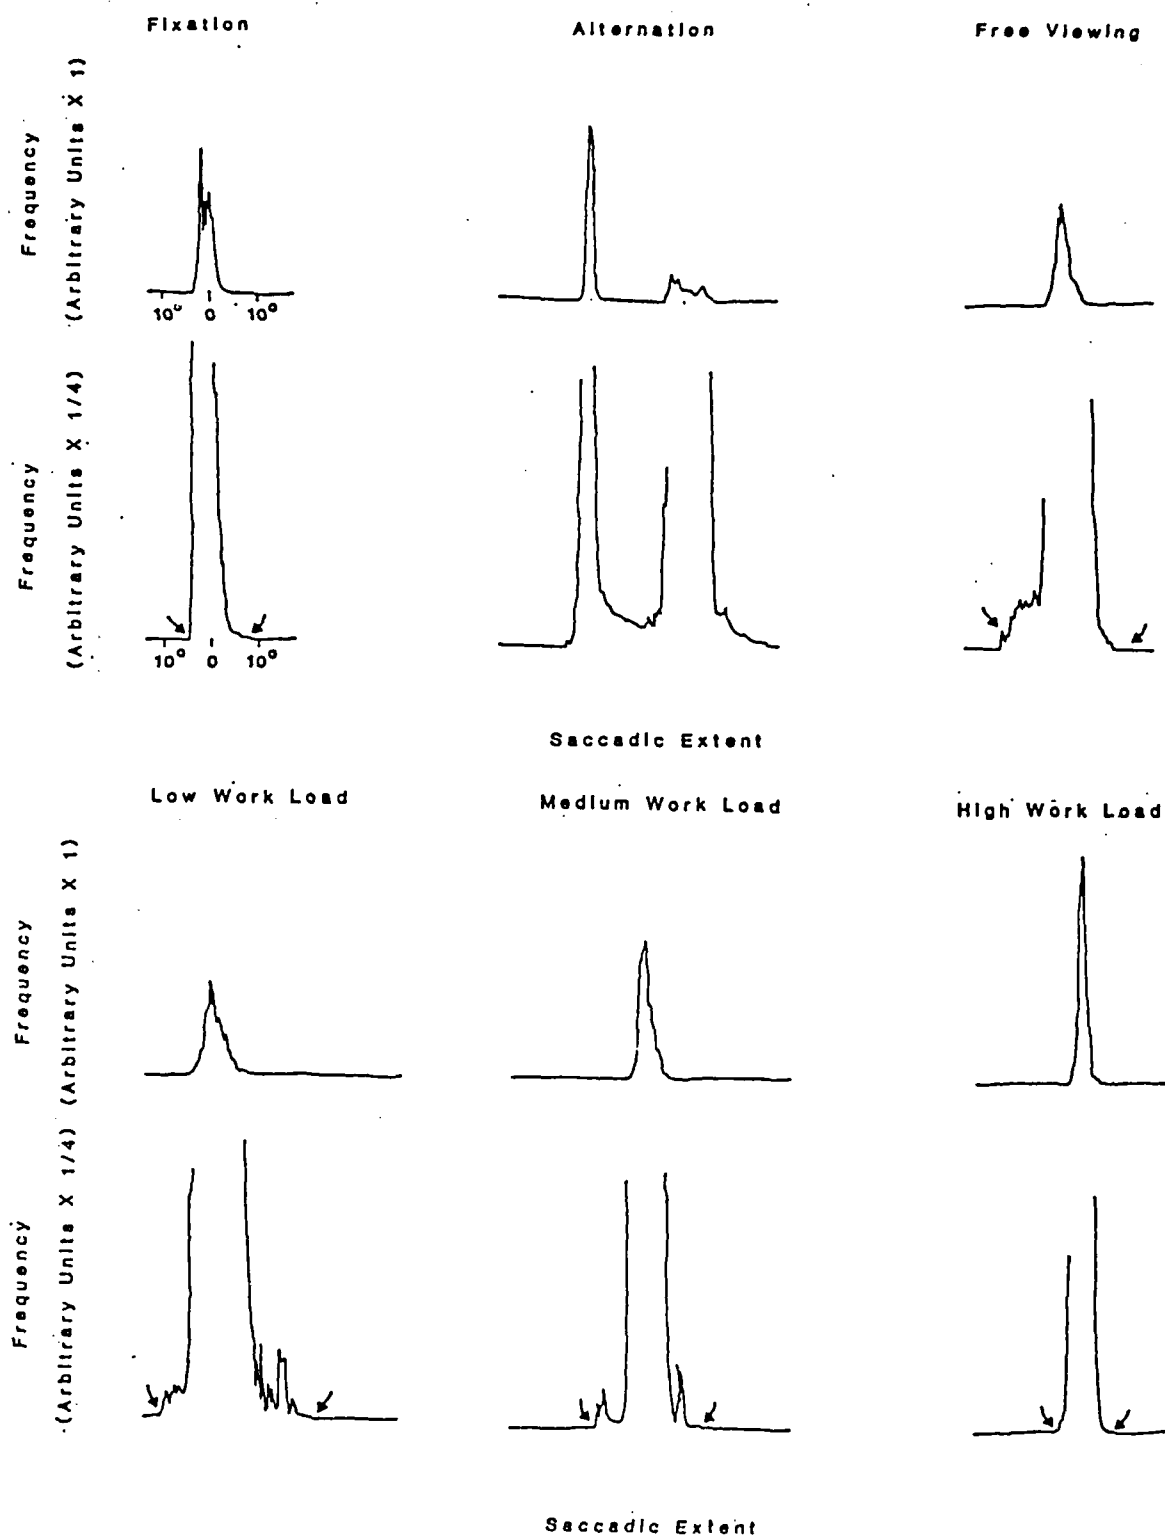 Fixation
Alternation
Free Viewing
Frequency
(Arbitrary Units X 1)
10° 0 10°
Frequency
(Arbitrary Units X 1/4)
10° 0 10°
Saccadic Extent
Low Work Load
Medium Work Load
High Work Load
Frequency
(Arbitrary Units X 1)
Frequency
(Arbitrary Units X 1/4)
Saccadic Extent